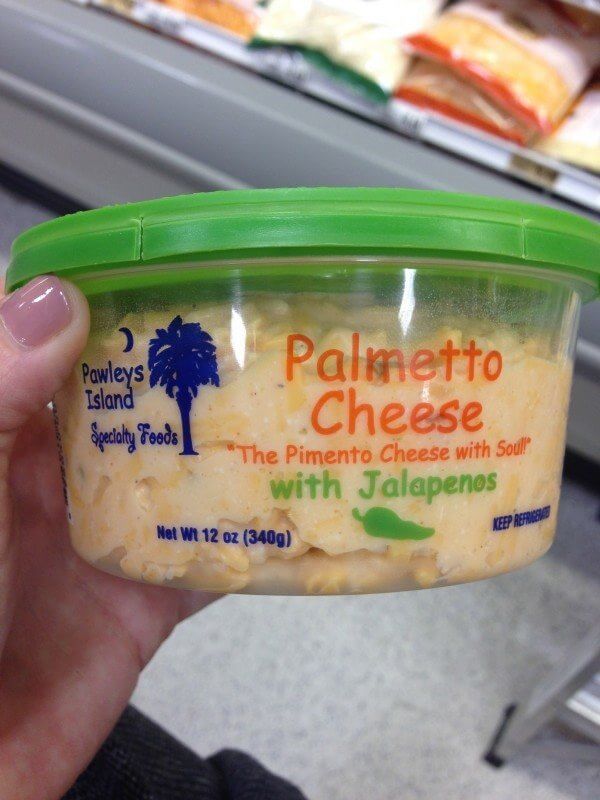 Pawleys
Island
Specialty Foods
Palmetto
Cheese
"The Pimento Cheese with Soul!"
with Jalapenos
Net Wt 12 oz (340g)
KEEP REFRIGERATED